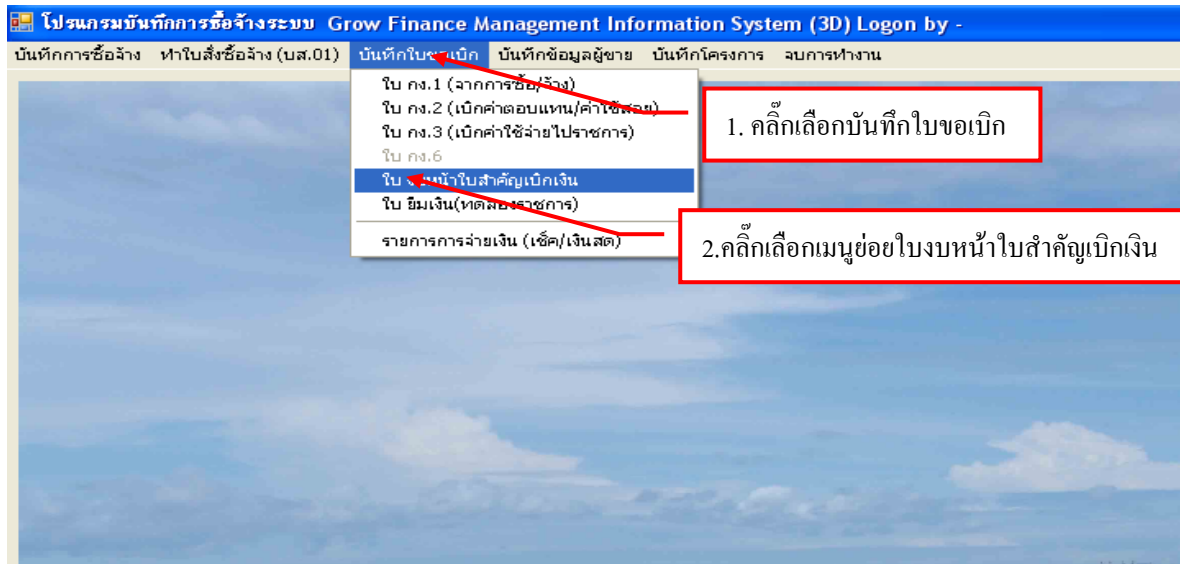 โปรแกรมบันทึกการซื้อจ้างระบบ Grow Finance Management Information System (3D) Logon by -
บันทึกการซื้อจ้าง ทำใบสั่งซื้อจ้าง (บส.01) บันทึกใบขอเบิก บันทึกข้อมูลผู้ขาย บันทึกโครงการ จบการทำงาน
ใบ กง.1 (จากการซื้อ/จ้าง)
ใบ กง.2 (เบิกค่าตอบแทน/ค่าใช้สอย)
ใบ กง.3 (เบิกค่าใช้จ่ายไปราชการ)
ใบ กง.6
ใบ งบหน้าใบสำคัญเบิกเงิน
ใบ ยืมเงิน(ทดลองราชการ)
รายการการจ่ายเงิน (เช็ค/เงินสด)
1. คลิ๊กเลือกบันทึกใบขอเบิก
2.คลิ๊กเลือกเมนูย่อยใบงบหน้าใบสำคัญเบิกเงิน